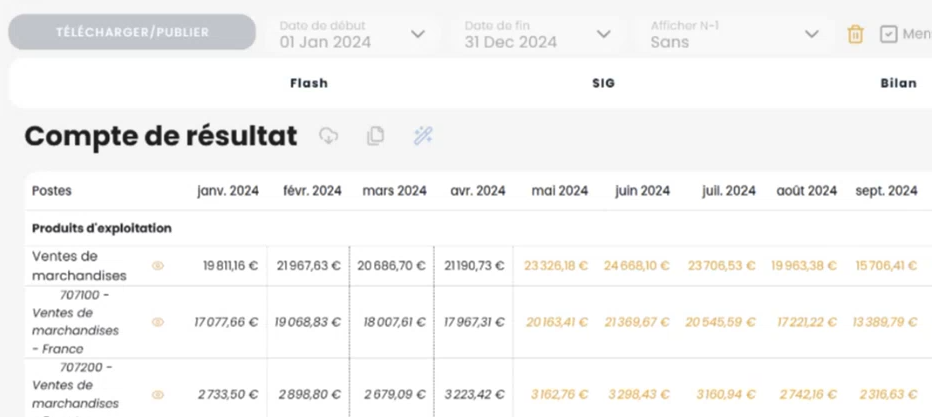 TÉLÉCHARGER/PUBLIER
Date de début
01 Jan 2024
Date de fin
31 Dec 2024
Afficher N-1
Sans
Men
Flash SIG Bilan
Compte de résultat
Postes janv. 2024 févr. 2024 mars 2024 avr. 2024 mai 2024 juin 2024 juil. 2024 août 2024 sept. 2024
Produits d'exploitation
Ventes de
marchandises
19 811,16 € 21 967,63 € 20 686,70 € 21 190,73 € 23 326,18 € 24 668,10 € 23 706,53 € 19 963,38 € 15 706,41 €
707100 -
Ventes de
marchandises
- France
17 077,66 € 19 068,83 € 18 007,61 € 17 967,31 € 20 163,41 € 21 369,67 € 20 545,59 € 17 221,22 € 13 389,79 €
707200 -
Ventes de
marchandises
2 733,50 € 2 898,80 € 2 679,09 € 3 223,42 € 3 162,76 € 3 298,43 € 3 160,94 € 2 742,16 € 2 316,63 €